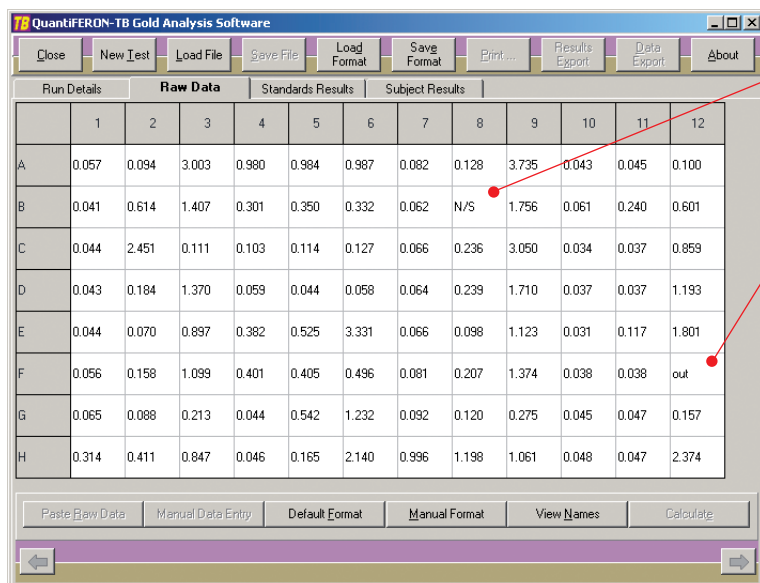 TB QuantiFERON-TB Gold Analysis Software
Close New Test Load File Save File Load Format Save Format Print ... Results Export Data Export About
Run Details Raw Data Standards Results Subject Results
1 2 3 4 5 6 7 8 9 10 11 12
A 0.057 0.094 3.003 0.980 0.984 0.987 0.082 0.128 3.735 0.043 0.045 0.100
B 0.041 0.614 1.407 0.301 0.350 0.332 0.062 N/S 1.756 0.061 0.240 0.601
C 0.044 2.451 0.111 0.103 0.114 0.127 0.066 0.236 3.050 0.034 0.037 0.859
D 0.043 0.184 1.370 0.059 0.044 0.058 0.064 0.239 1.710 0.037 0.037 1.193
E 0.044 0.070 0.897 0.382 0.525 3.331 0.066 0.098 1.123 0.031 0.117 1.801
F 0.056 0.158 1.099 0.401 0.405 0.496 0.081 0.207 1.374 0.038 0.038 out
G 0.065 0.088 0.213 0.044 0.542 1.232 0.092 0.120 0.275 0.045 0.047 0.157
H 0.314 0.411 0.847 0.046 0.165 2.140 0.996 1.198 1.061 0.048 0.047 2.374
Paste Raw Data Manual Data Entry Default Format Manual Format View Names Calculate